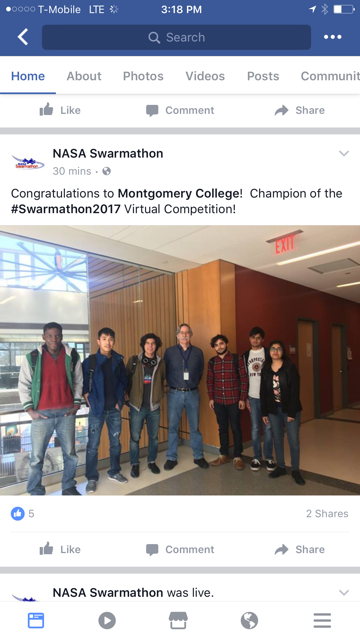 T-Mobile LTE 3:18 PM
Search
Home About Photos Videos Posts Communit
Like Comment Share
NASA Swarmathon
30 mins
Congratulations to Montgomery College! Champion of the
#Swarmathon2017 Virtual Competition!
EXIT
5 2 Shares
Like Comment Share
NASA Swarmathon was live.